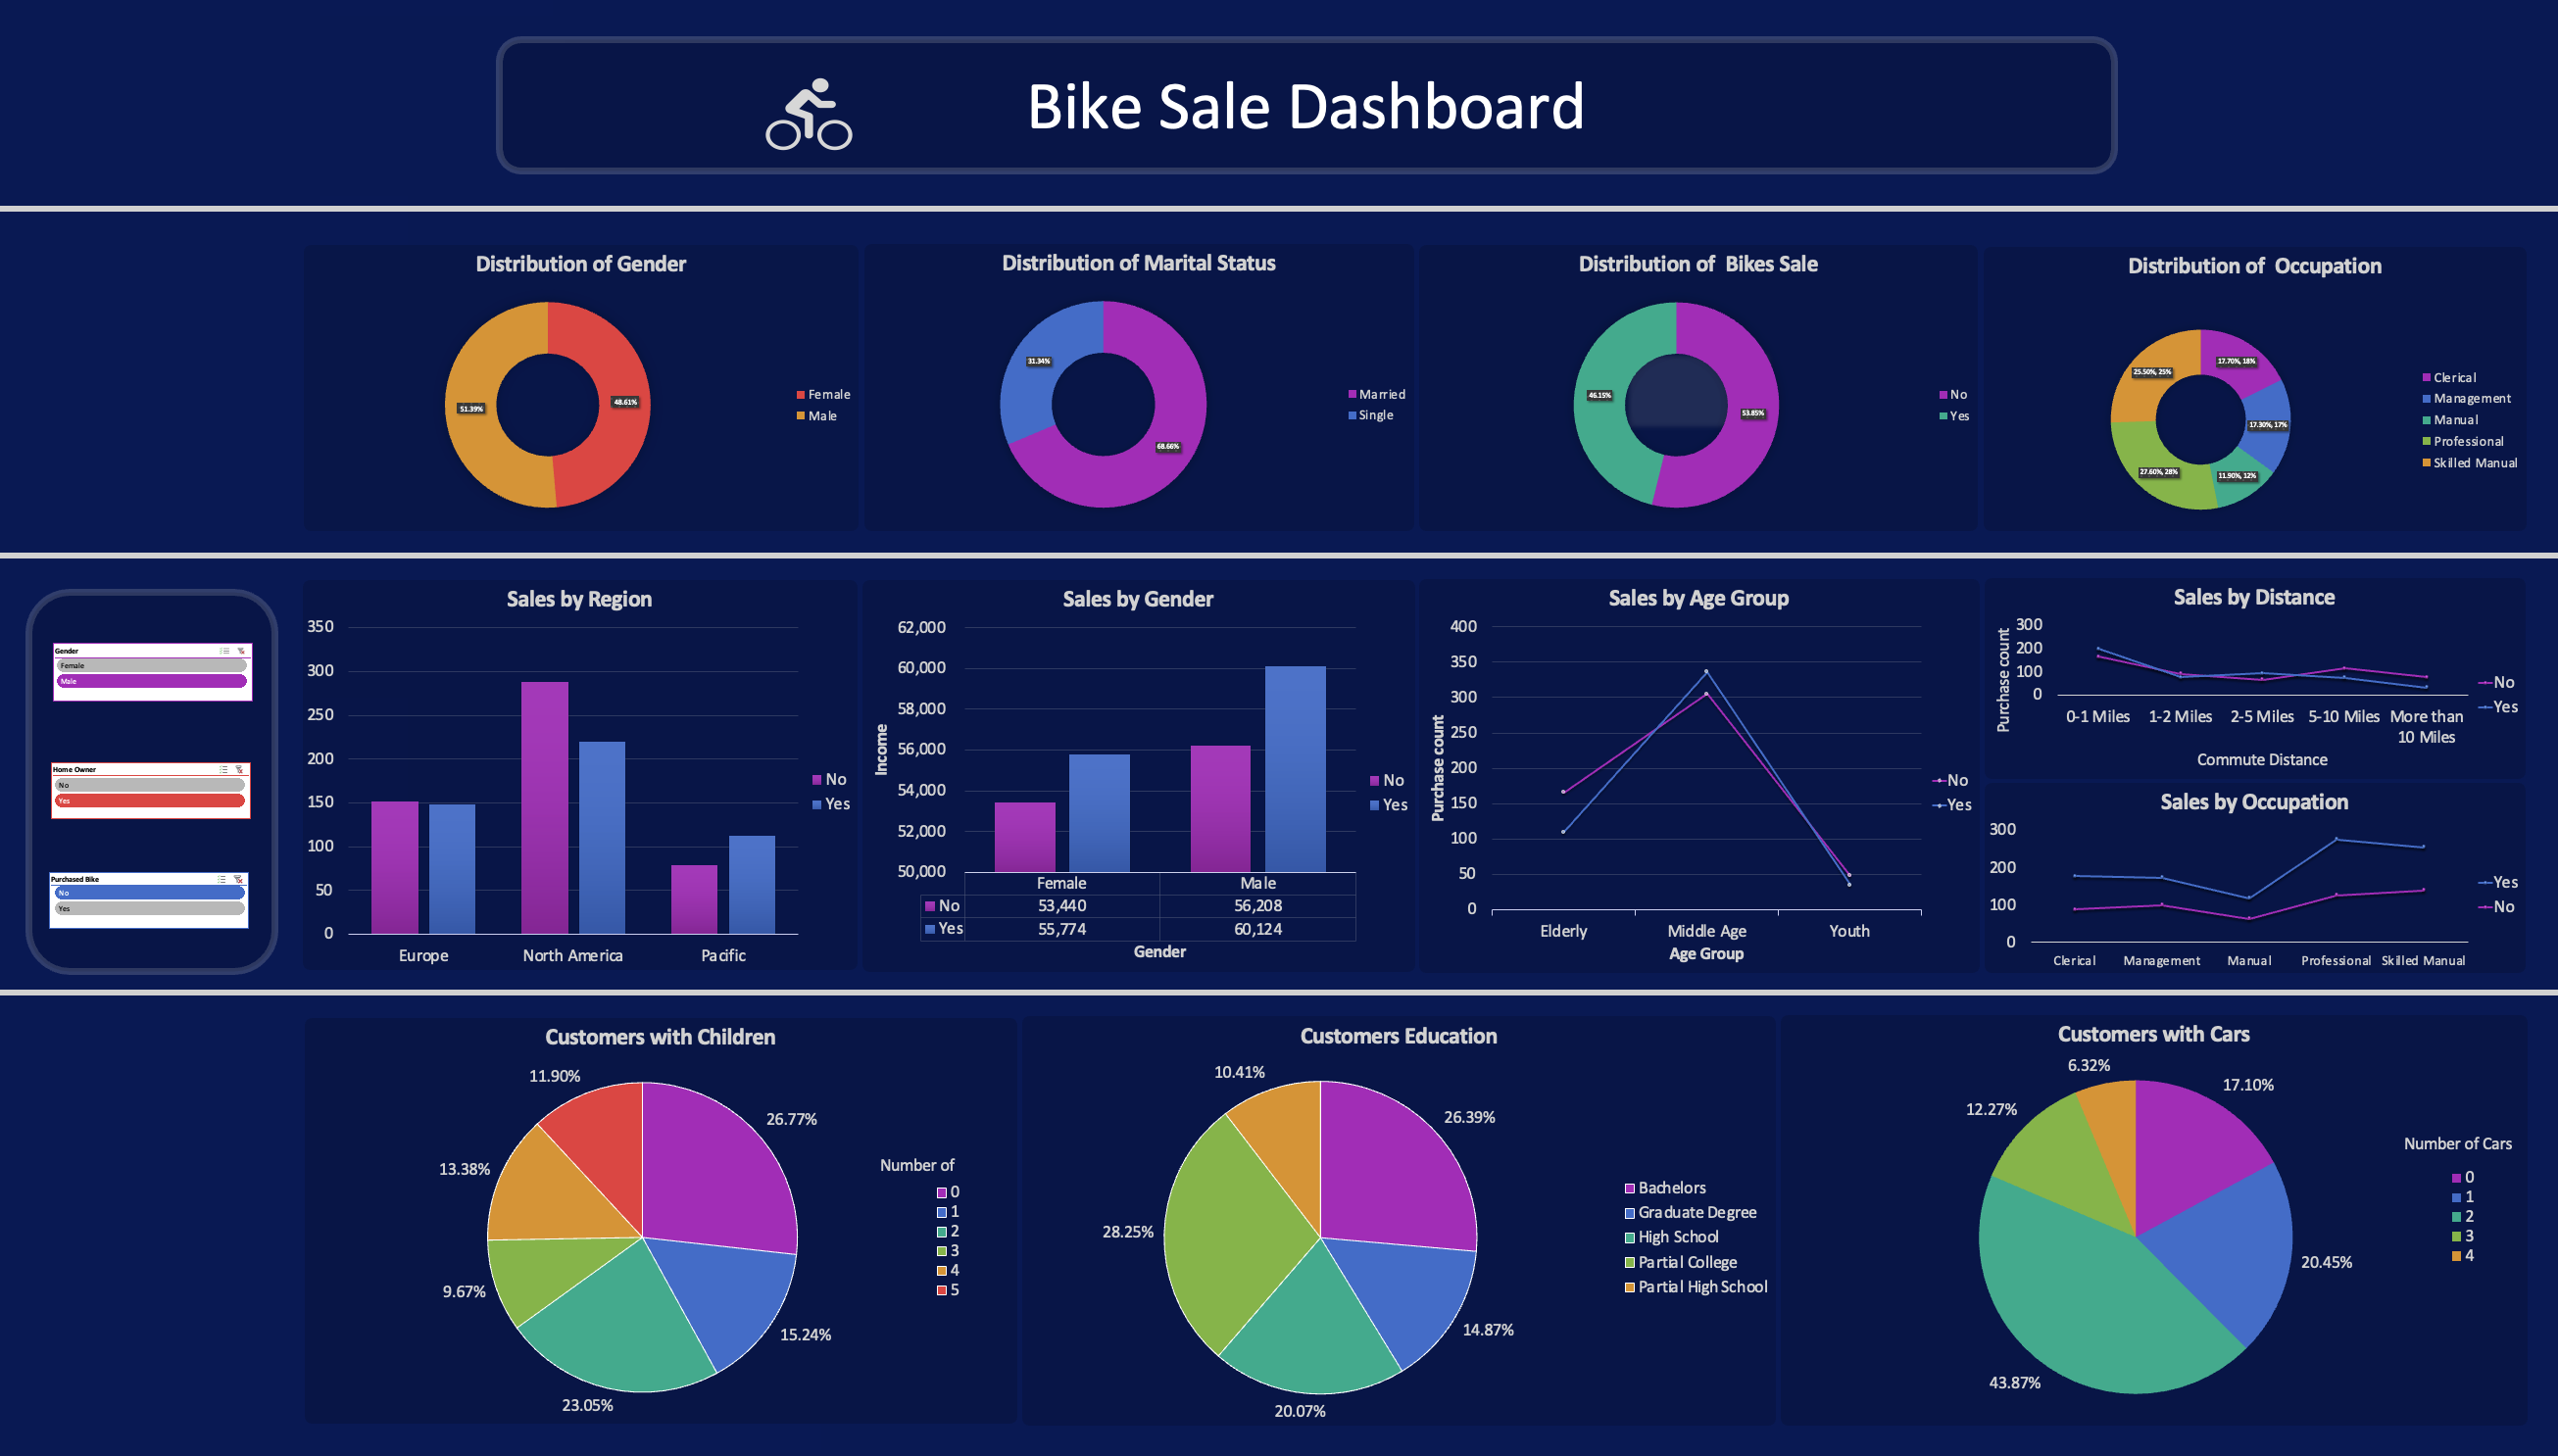 Bike Sale Dashboard
Distribution of Gender
51.39%
48.61%
Female
Male
Distribution of Marital Status
31.34%
68.66%
Married
Single
Distribution of  Bikes Sale
46.15%
53.85%
No
Yes
Distribution of  Occupation
17.70%, 18%
25.50%, 25%
17.30%, 17%
27.60%, 28%
11.90%, 12%
Clerical
Management
Manual
Professional
Skilled Manual
Gender
Female
Male
Home Owner
No
Yes
Purchased Bike
No
Yes
Sales by Region
350
300
250
200
150
100
50
0
Europe
North America
Pacific
No
Yes
Sales by Gender
Income
62,000
60,000
58,000
56,000
54,000
52,000
50,000
Female Male
No 53,440 56,208
Yes 55,774 60,124
Gender
No
Yes
Sales by Age Group
Purchase count
400
350
300
250
200
150
100
50
0
Elderly
Middle Age
Youth
Age Group
No
Yes
Sales by Distance
Purchase count
300
200
100
0
0-1 Miles
1-2 Miles
2-5 Miles
5-10 Miles
More than
10 Miles
Commute Distance
No
Yes
Sales by Occupation
300
200
100
0
Clerical
Management
Manual
Professional
Skilled Manual
Yes
No
Customers with Children
11.90%
26.77%
13.38%
9.67%
15.24%
23.05%
Number of
0
1
2
3
4
5
Customers Education
10.41%
26.39%
28.25%
14.87%
20.07%
Bachelors
Graduate Degree
High School
Partial College
Partial High School
Customers with Cars
6.32%
17.10%
12.27%
20.45%
43.87%
Number of Cars
0
1
2
3
4